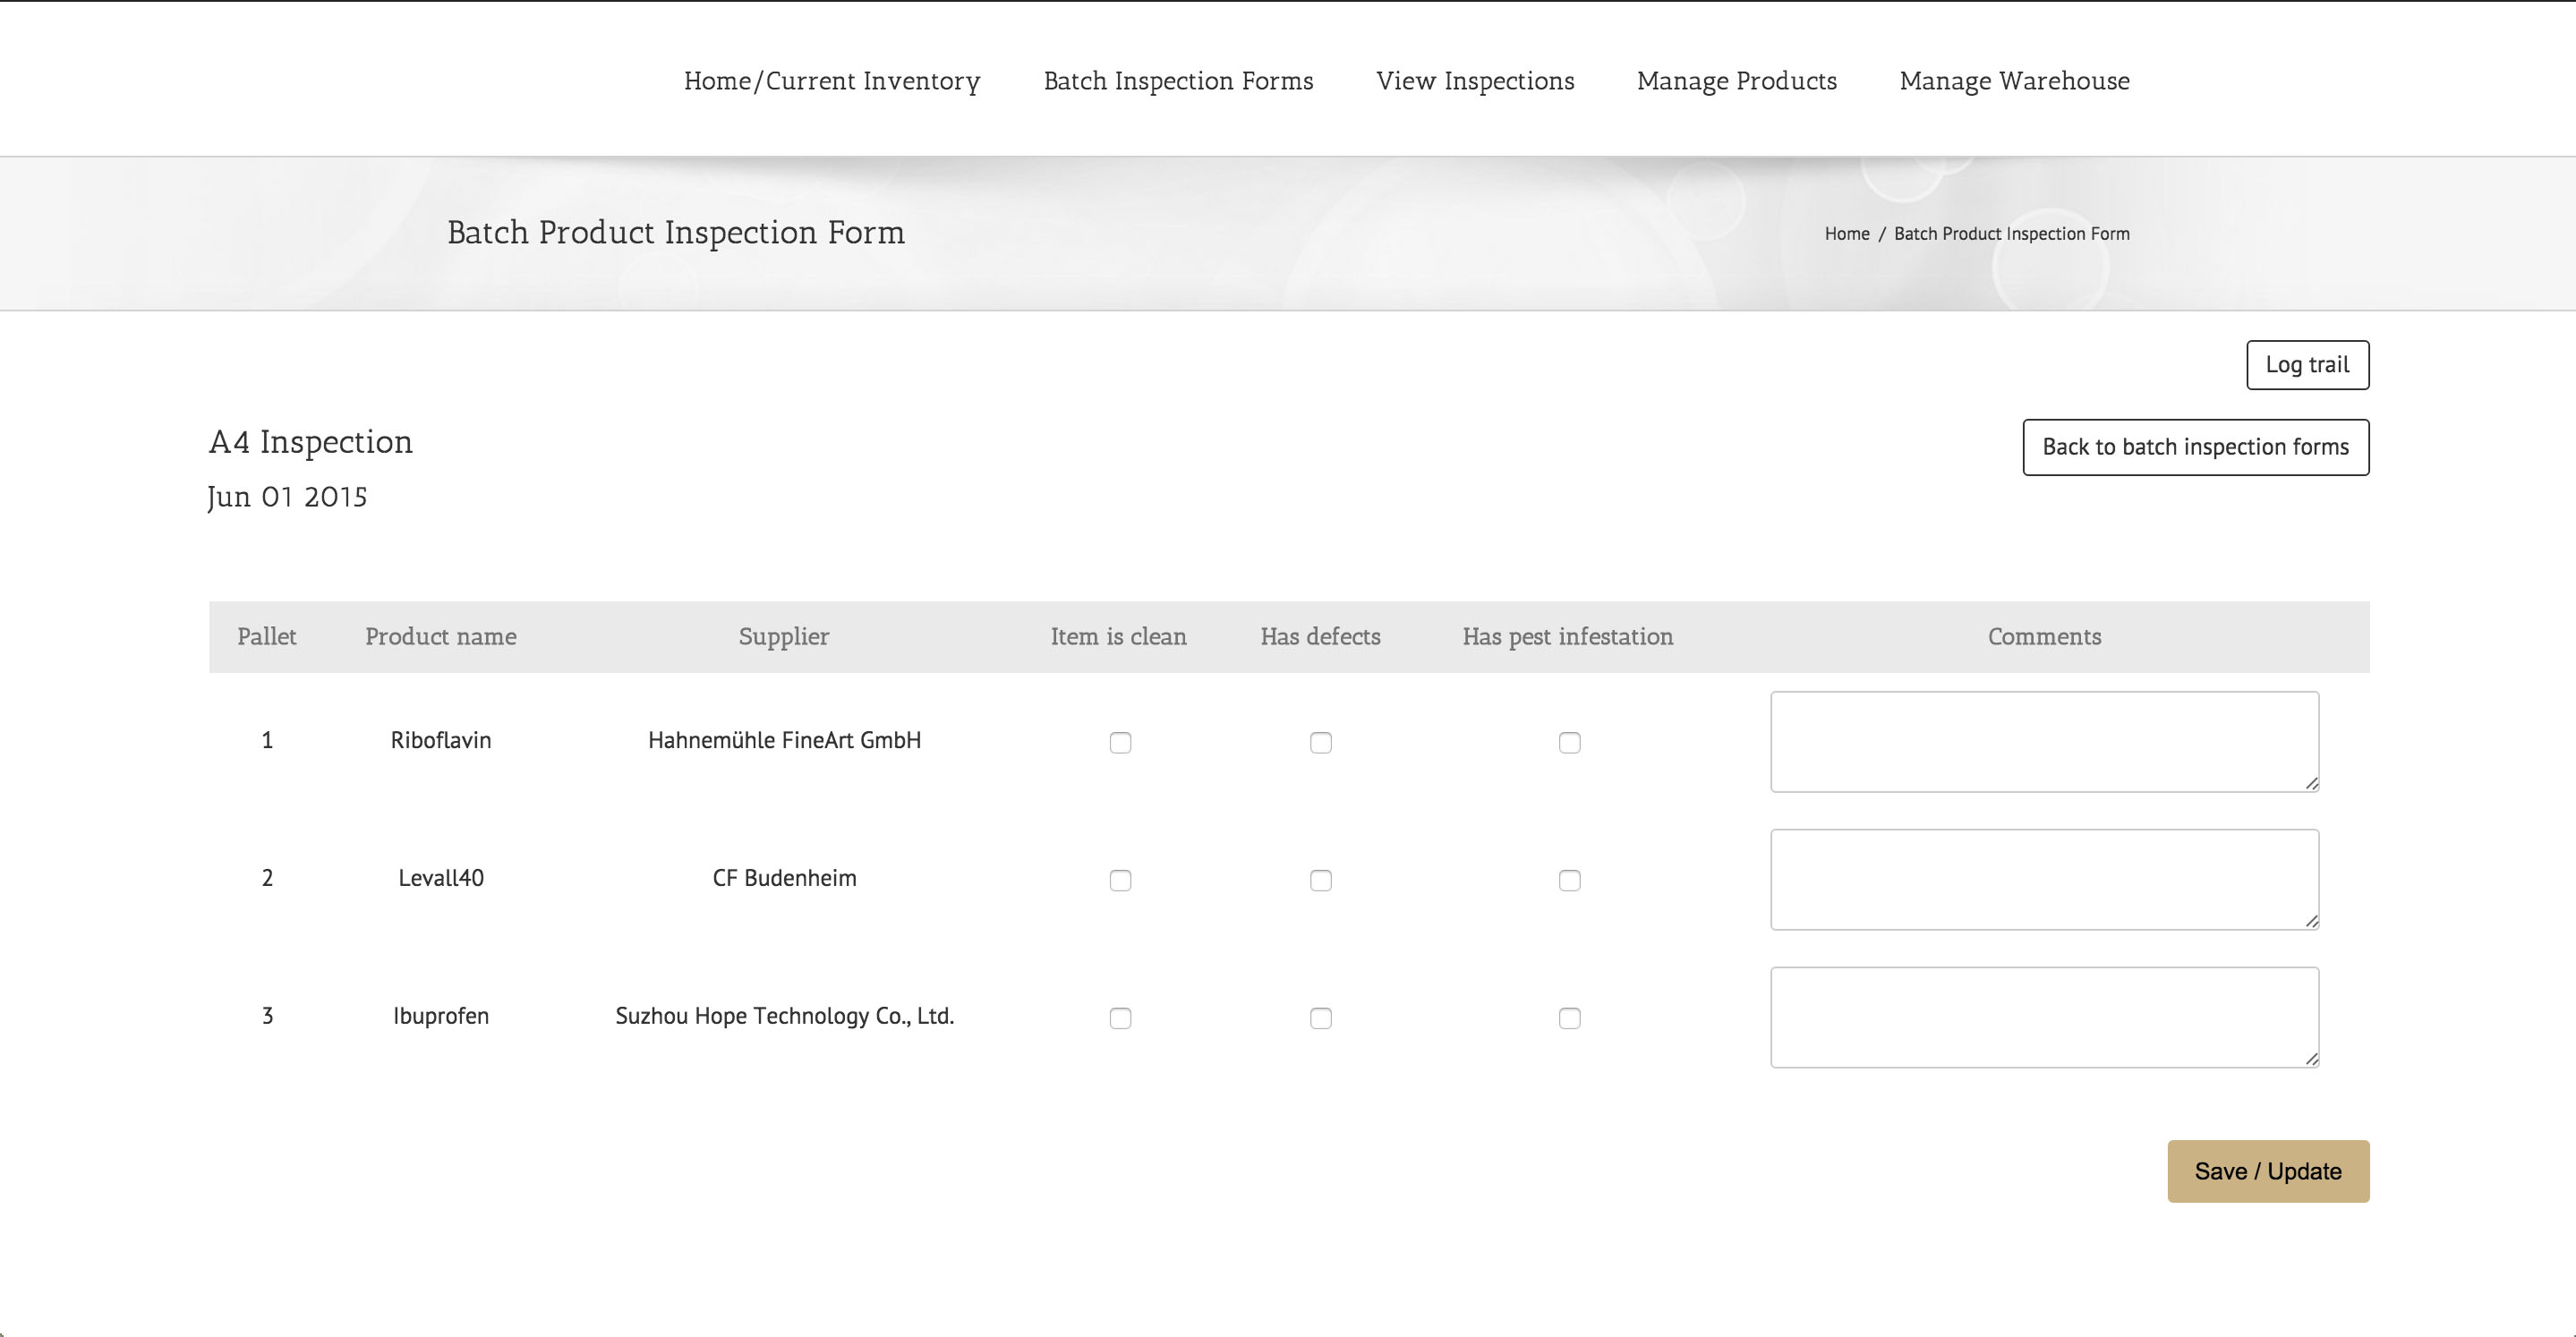 Home/Current Inventory Batch Inspection Forms View Inspections Manage Products Manage Warehouse
Batch Product Inspection Form Home / Batch Product Inspection Form
Log trail
A4 Inspection Back to batch inspection forms
Jun 01 2015
Pallet Product name Supplier Item is clean Has defects Has pest infestation Comments
1 Riboflavin Hahnemühle FineArt GmbH
2 Levall40 CF Budenheim
3 Ibuprofen Suzhou Hope Technology Co., Ltd.
Save / Update